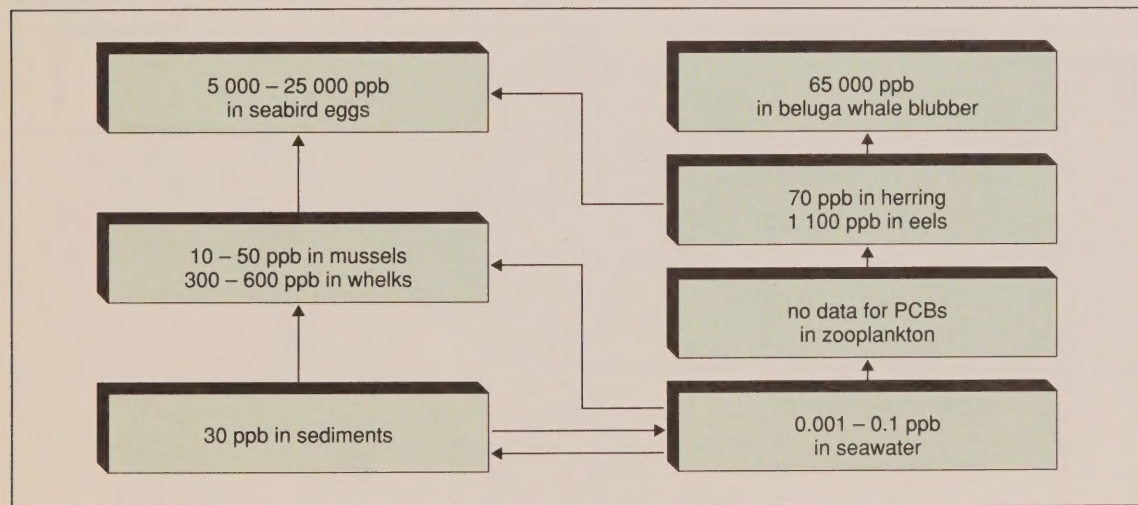 5 000 – 25 000 ppb
in seabird eggs
65 000 ppb
in beluga whale blubber
70 ppb in herring
1 100 ppb in eels
10 – 50 ppb in mussels
300 – 600 ppb in whelks
no data for PCBs
in zooplankton
30 ppb in sediments
0.001 – 0.1 ppb
in seawater